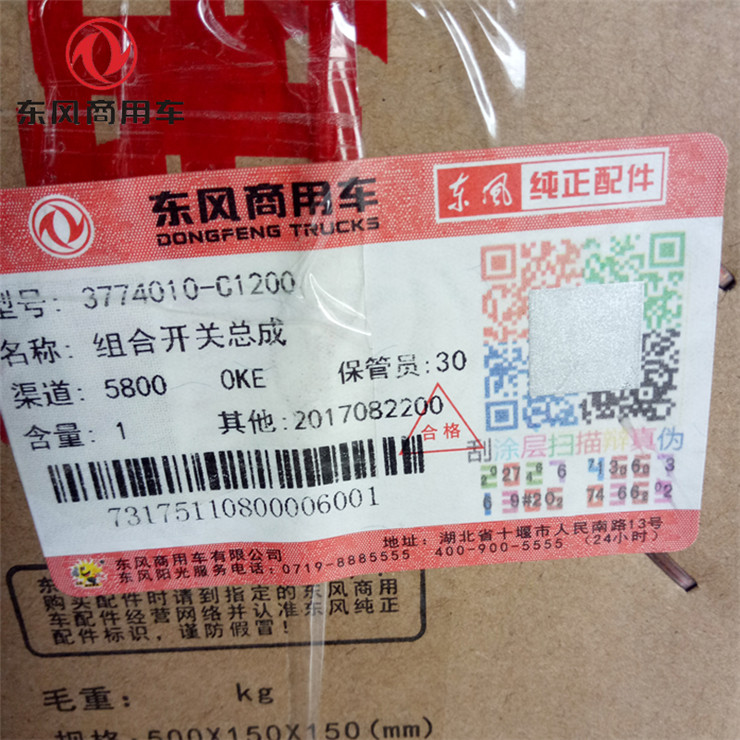 东风商用车
东风商用车
DONGFENG TRUCKS
东风 纯正配件
型号: 3774010-C1200
名称: 组合开关总成
渠道: 5800 0KE 保管员:30
含量: 1 其他:2017082200
合格
刮涂层扫描辩真伪
73175110800006001
东风商用车有限公司 地址: 湖北省十堰市人民南路13号
东风阳光服务电话:0719-8885555 400-900-5555 (24小时)
购买配件时请到指定的东风商用
车配件经营网络并认准东风纯正
配件标识,谨防假冒!
毛重: kg
规格:500X150X150(mm)